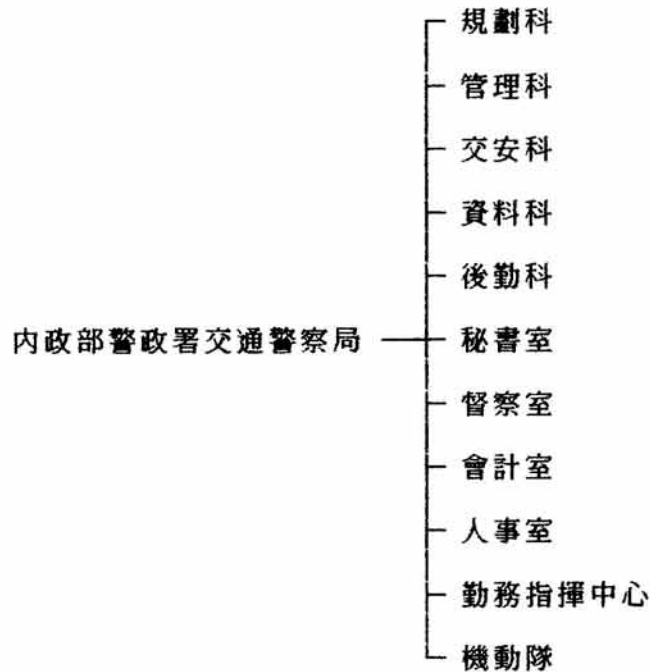 規劃科
管理科
交安科
資料科
後勤科
內政部警政署交通警察局
秘書室
督察室
會計室
人事室
勤務指揮中心
機動隊